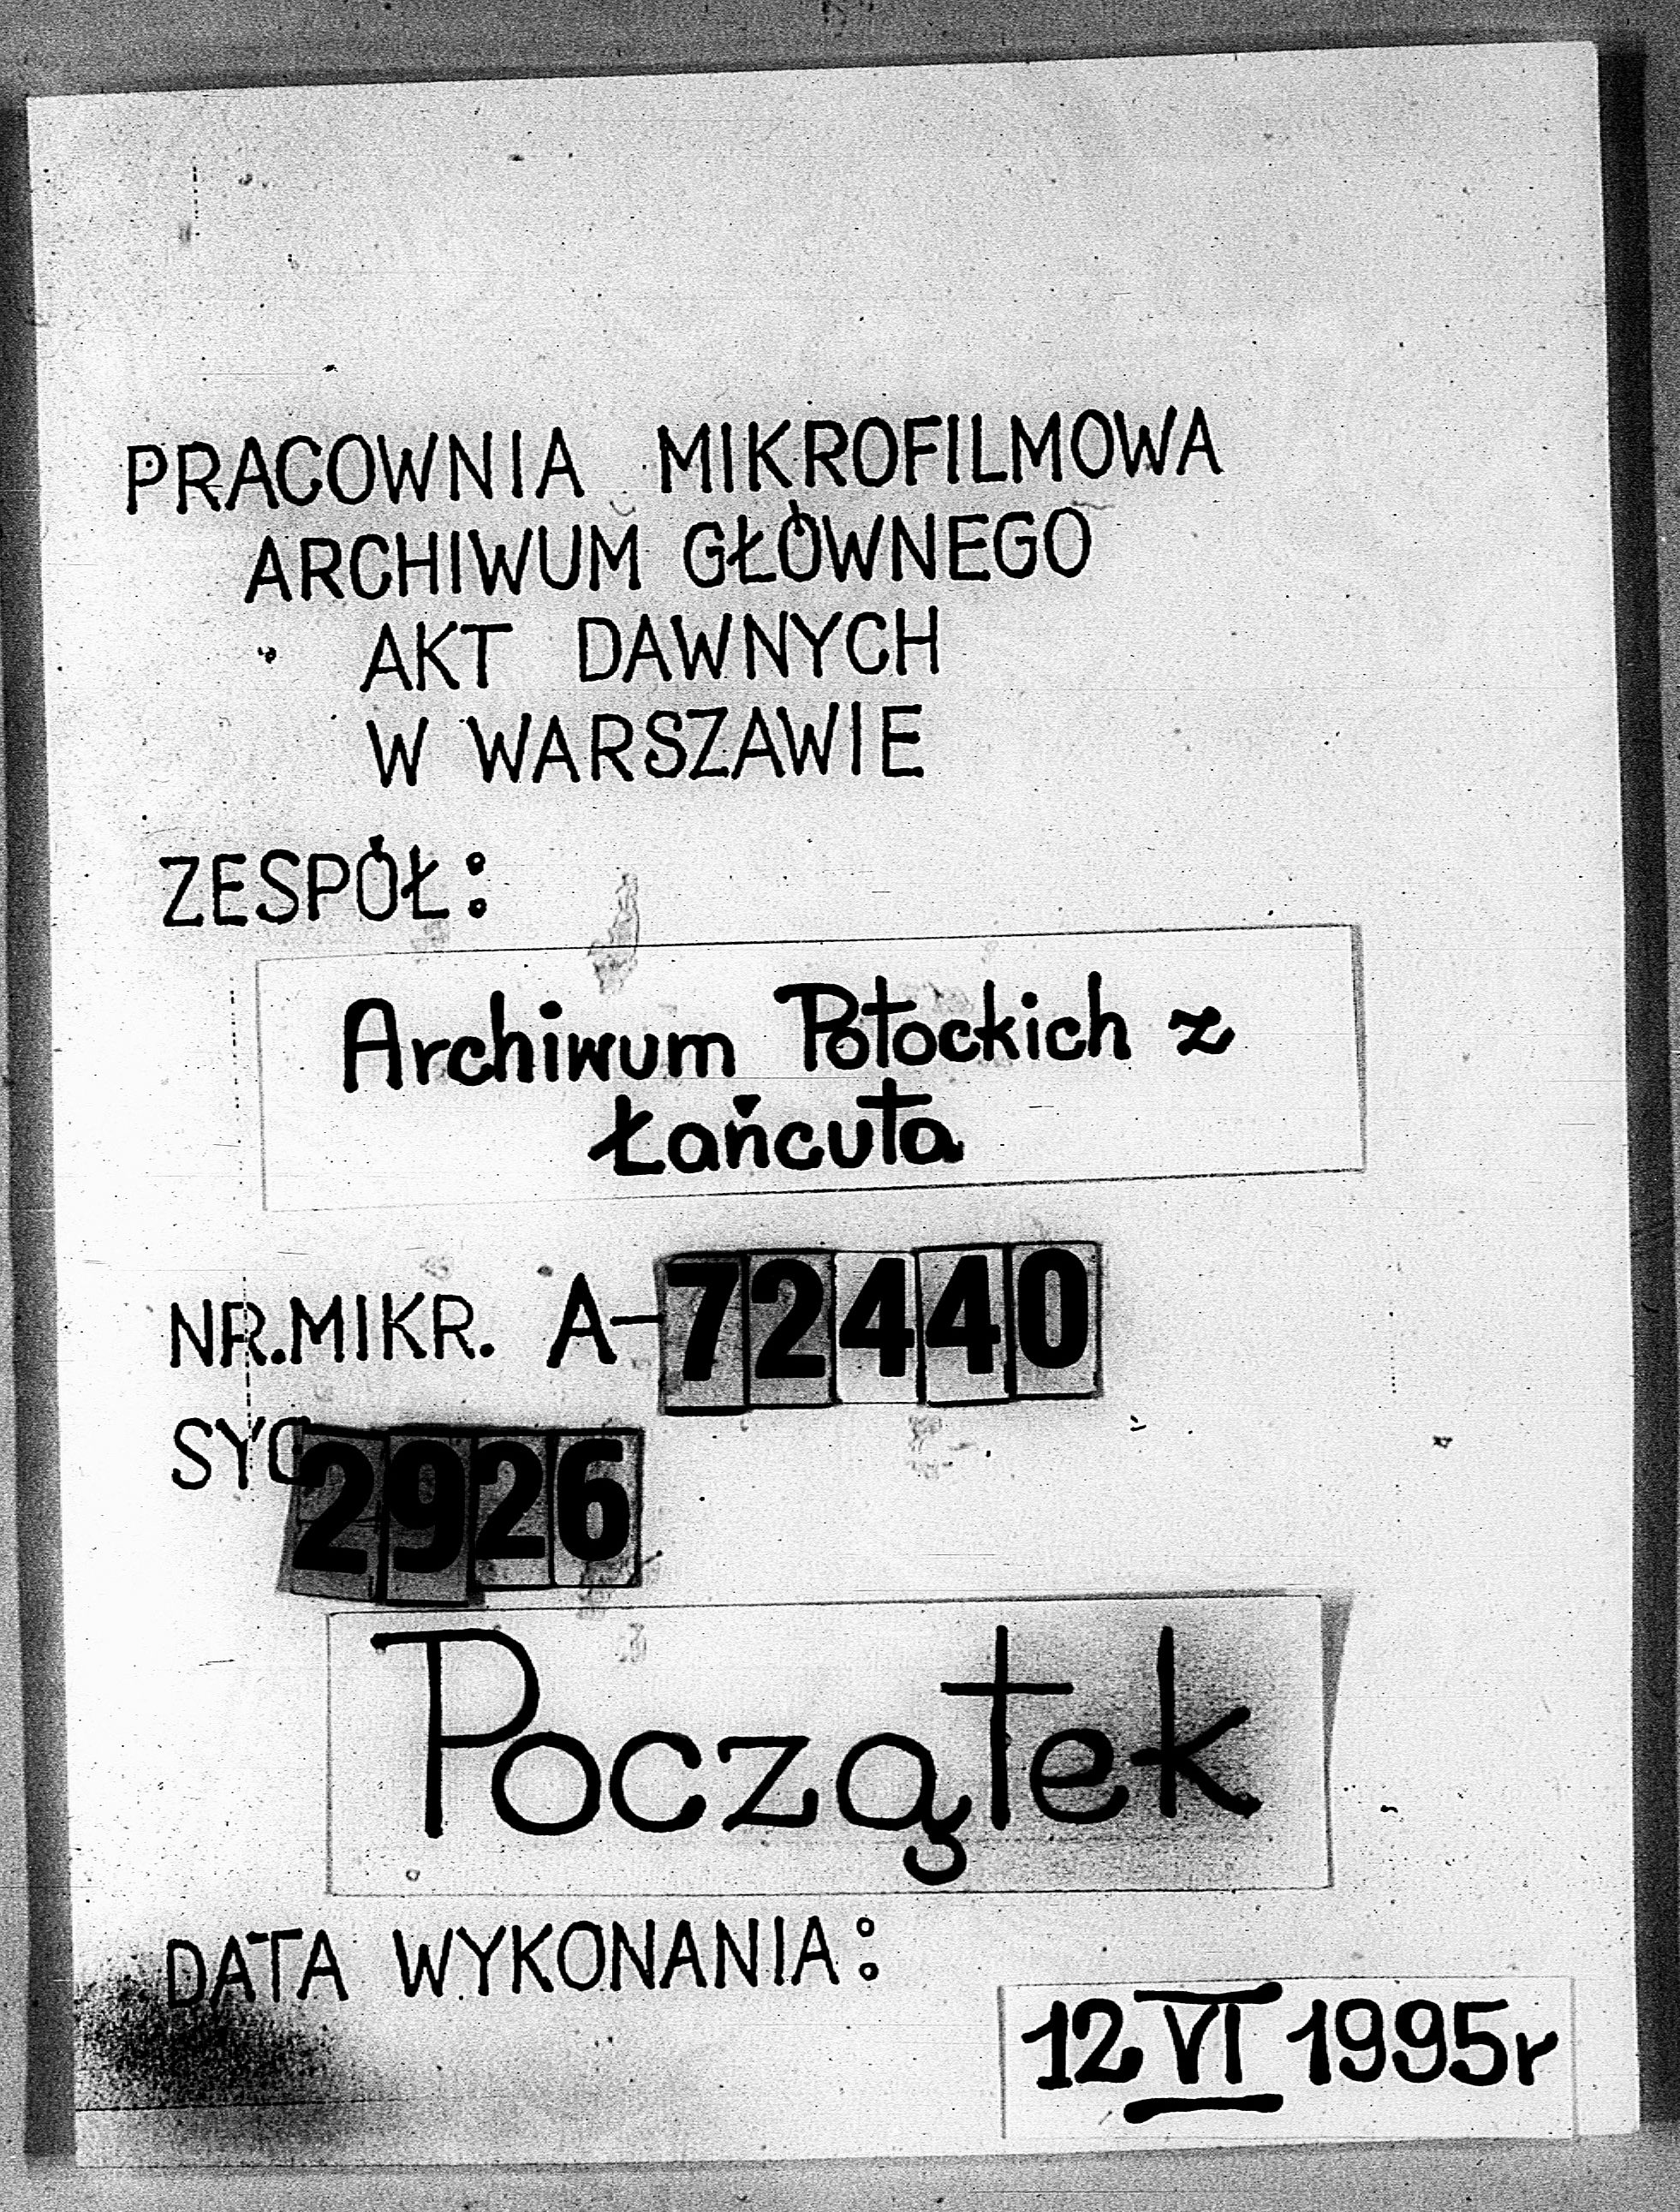 PRACOWNIA MIKROFILMOWA
ARCHIWUM GŁÓWNEGO
AKT DAWNYCH
W WARSZAWIE
ZESPÓŁ:
Archiwum Potockich z
Łańcuta
NR.MIKR. A-72440
SYG 2926
Początek
DATA WYKONANIA:
12 VI 1995r